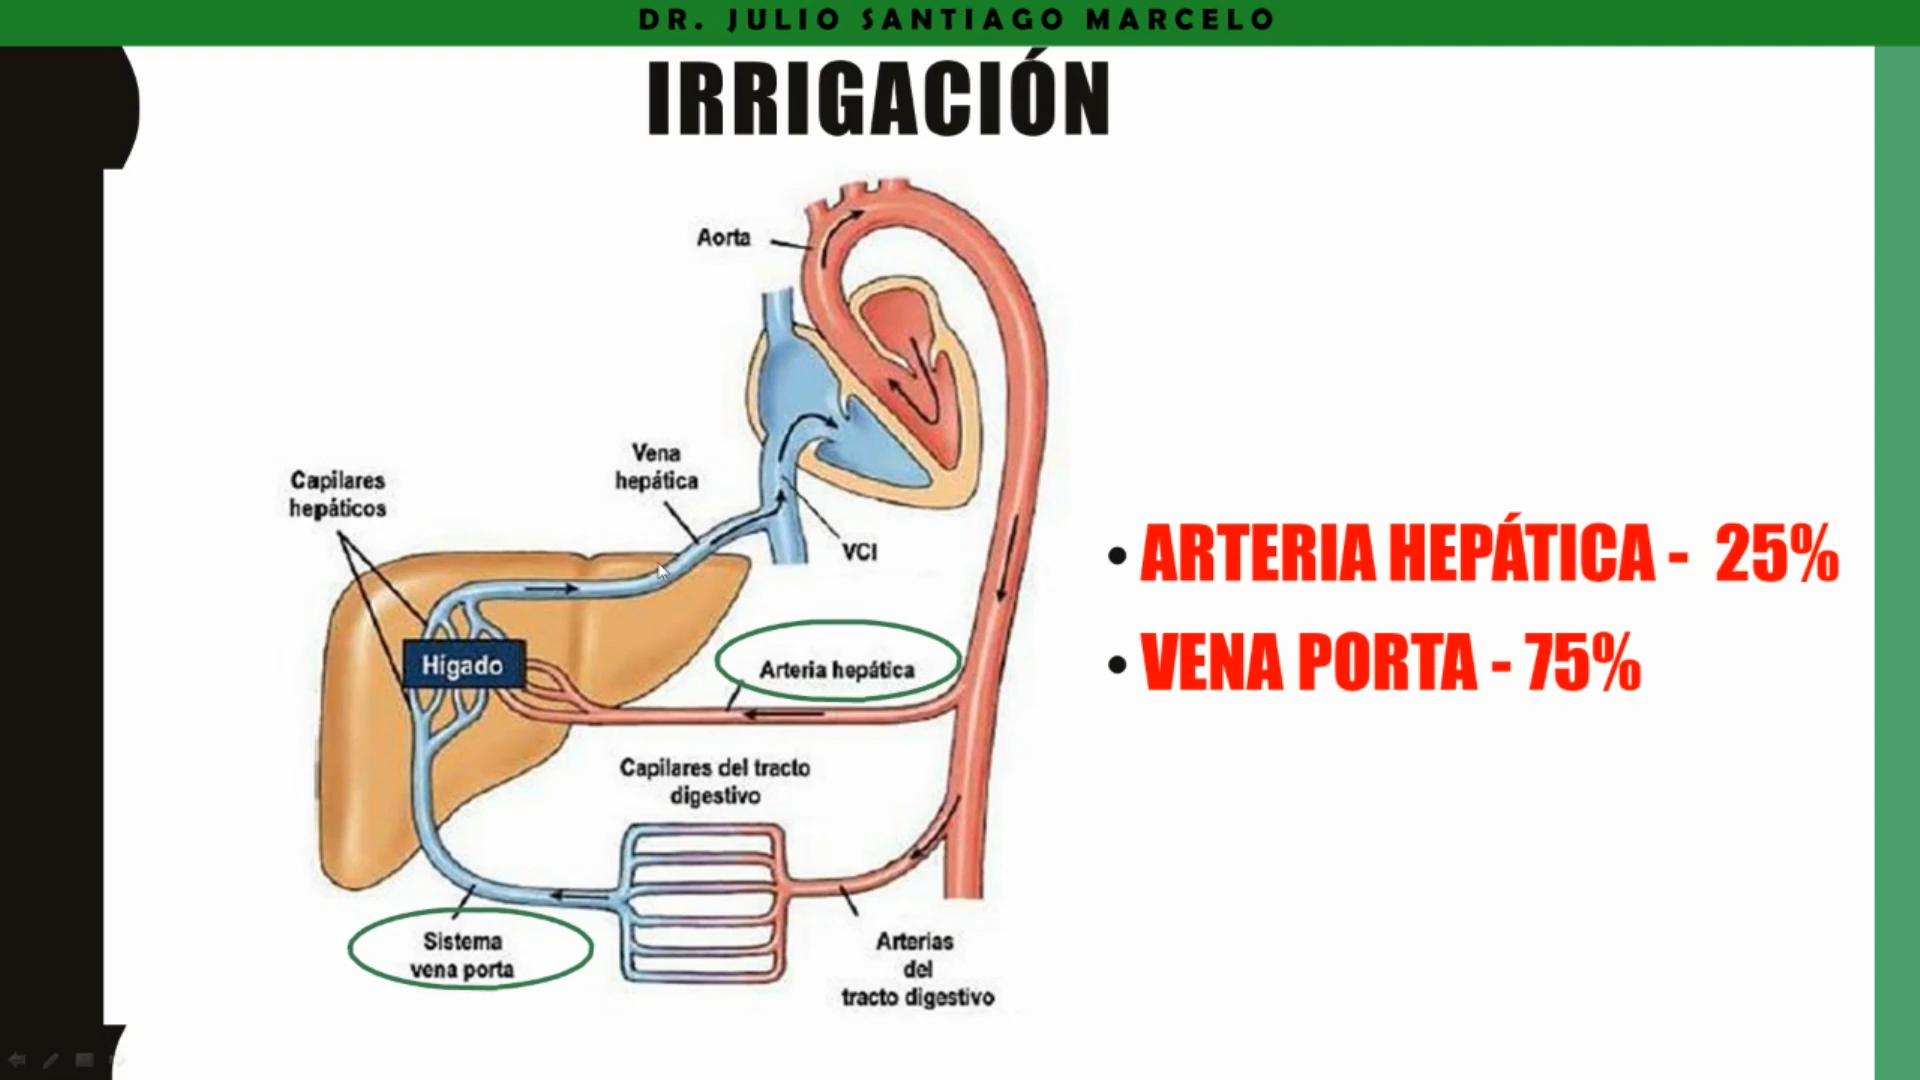 DR. JULIO SANTIAGO MARCELO
IRRIGACIÓN
Aorta
Vena
hepática
Capilares
hepáticos
VCI
Hígado
Arteria hepática
Capilares del tracto
digestivo
Sistema
vena porta
Arterias
del
tracto digestivo
• ARTERIA HEPÁTICA - 25%
• VENA PORTA - 75%